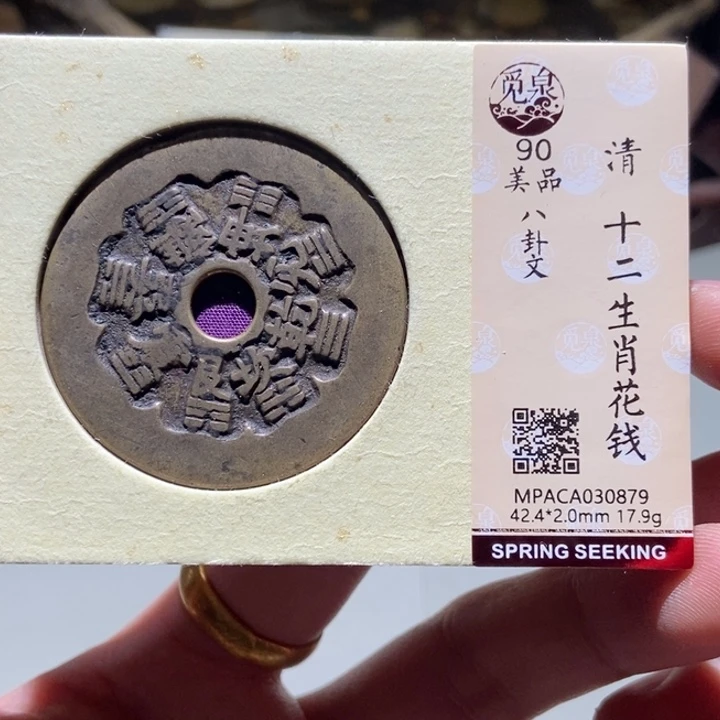 觅泉
90
美品
八卦文
清 十二生肖花钱
MPACA030879
42.4*2.0mm 17.9g
SPRING SEEKING